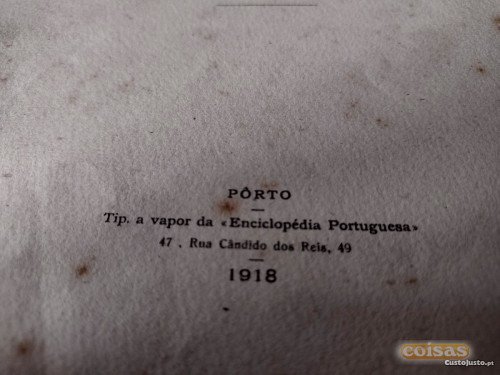 PÔRTO
Tip. a vapor da «Enciclopédia Portuguesa»
47 , Rua Cândido dos Reis, 49
1918
coisas
CustoJusto.pt